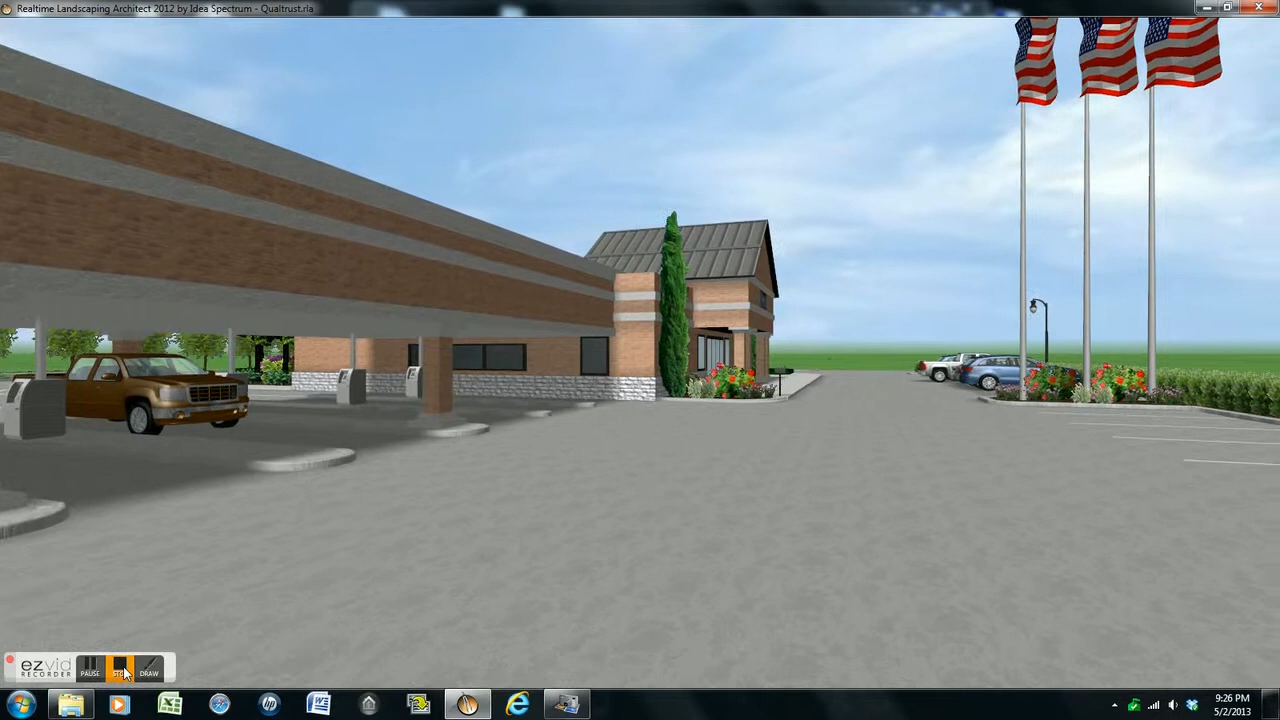 Realtime Landscaping Architect 2012 by Idea Spectrum - Qualtrust.rla
ezvid
RECORDER
PAUSE
DRAW
9:26 PM
5/2/2013